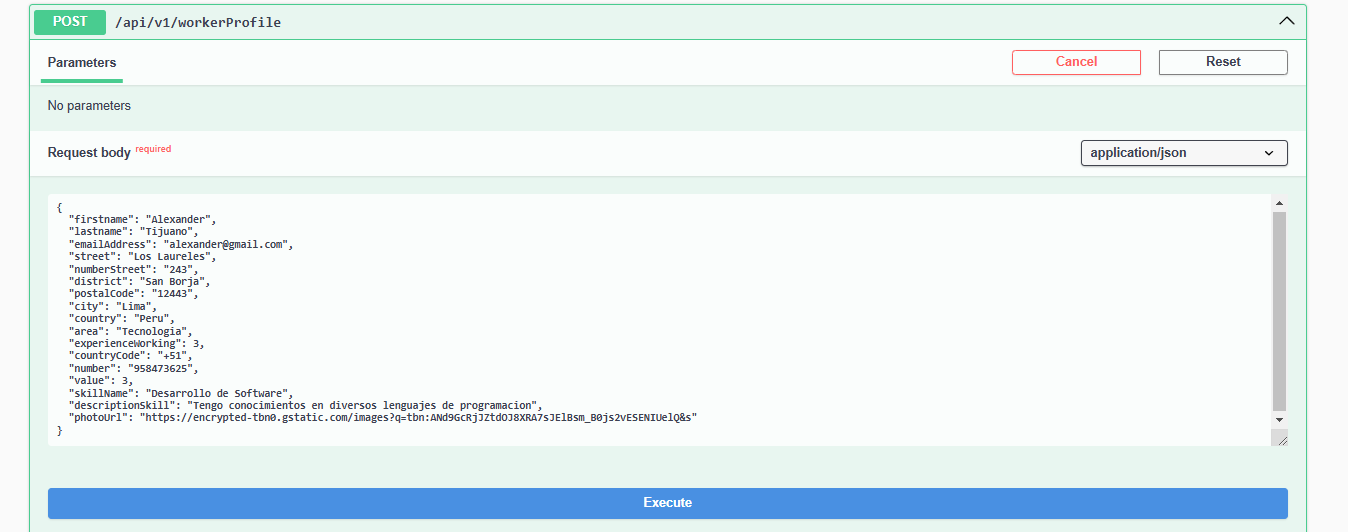 POST /api/v1/workerProfile
Parameters
Cancel
Reset
No parameters
Request body required
application/json
{
  "firstname": "Alexander",
  "lastname": "Tijuano",
  "emailAddress": "alexander@gmail.com",
  "street": "Los Laureles",
  "numberStreet": "243",
  "district": "San Borja",
  "postalCode": "12443",
  "city": "Lima",
  "country": "Peru",
  "area": "Tecnologia",
  "experienceWorking": 3,
  "countryCode": "+51",
  "number": "958473625",
  "value": 3,
  "skillName": "Desarrollo de Software",
  "descriptionSkill": "Tengo conocimientos en diversos lenguajes de programacion",
  "photoUrl": "https://encrypted-tbn0.gstatic.com/images?q=tbn:ANd9GcRjJZtdOJ8XRA7sJElBsm_B0js2vESENIUelQ&s"
}
Execute